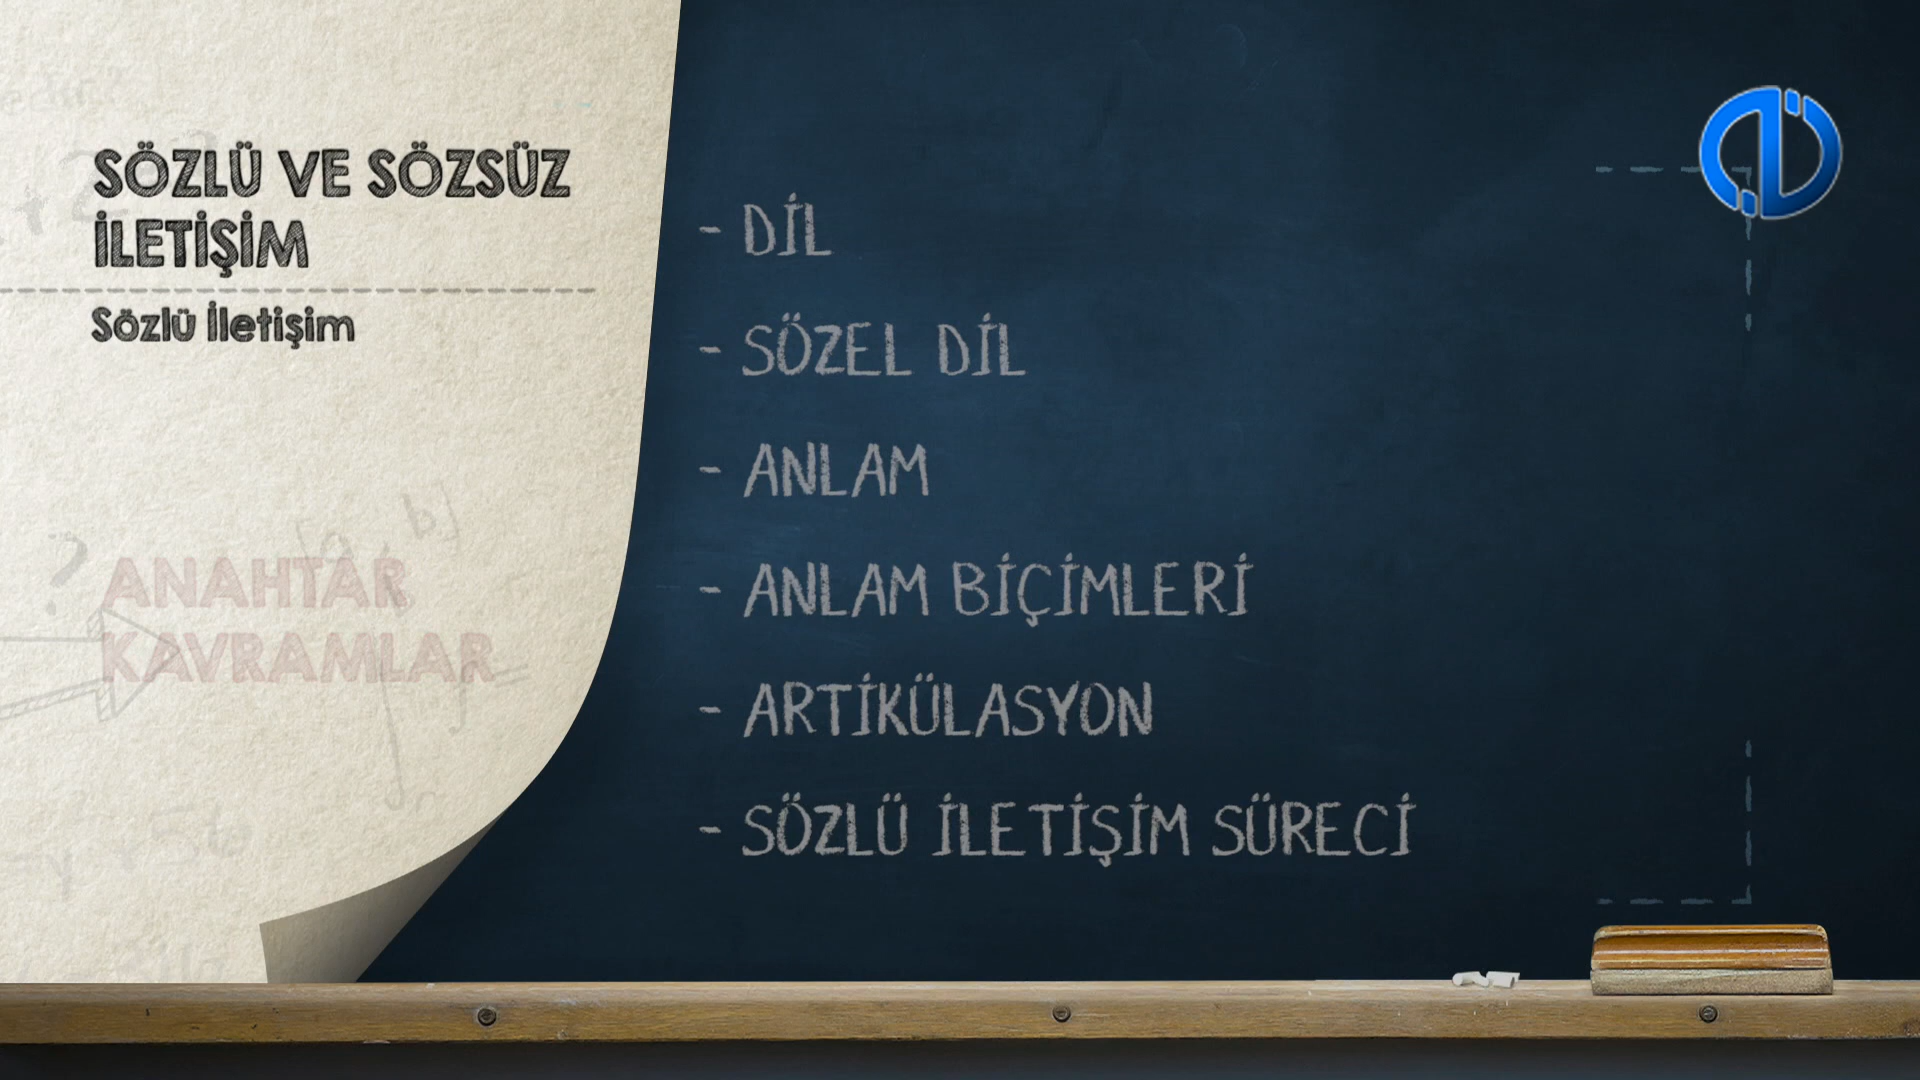 SÖZLÜ VE SÖZSÜZ
İLETİŞİM
Sözlü İletişim
ANAHTAR
KAVRAMLAR
- DİL
- SÖZEL DİL
- ANLAM
- ANLAM BİÇİMLERİ
- ARTİKÜLASYON
- SÖZLÜ İLETİŞİM SÜRECİ